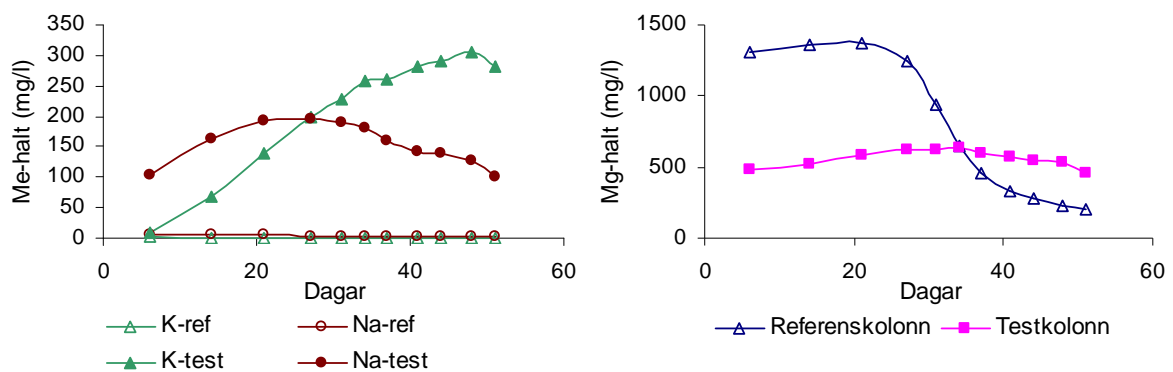 Me-halt (mg/l)
350
300
250
200
150
100
50
0
0 20 40 60
Dagar
K-ref Na-ref
K-test Na-test
Mg-halt (mg/l)
1500
1000
500
0
0 20 40 60
Dagar
Referenskolonn Testkolonn